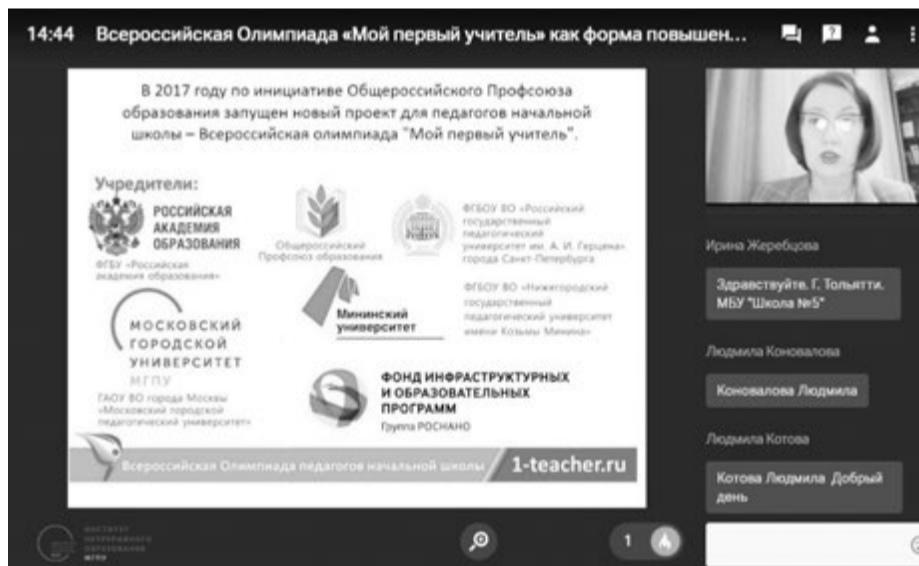 14:44 Всероссийская Олимпиада «Мой первый учитель» как форма повышен...
В 2017 году по инициативе Общероссийского Профсоюза
образования запущен новый проект для педагогов начальной
школы – Всероссийская олимпиада "Мой первый учитель".
Учредители:
РОССИЙСКАЯ
АКАДЕМИЯ
ОБРАЗОВАНИЯ
ФГБУ «Российская
академия образования»
Общероссийский
Профсоюз образования
ФГБОУ ВО «Российский
государственный
педагогический
университет им. А. И. Герцена»
города Санкт-Петербурга
МОСКОВСКИЙ
ГОРОДСКОЙ
УНИВЕРСИТЕТ
МГПУ
ГАОУ ВО города Москвы
«Московский городской
педагогический университет»
Мининский
университет
ФГБОУ ВО «Нижегородский
государственный
педагогический университет
имени Козьмы Минина»
ФОНД ИНФРАСТРУКТУРНЫХ
И ОБРАЗОВАТЕЛЬНЫХ
ПРОГРАММ
Группа РОСНАНО
Всероссийская Олимпиада педагогов начальной школы 1-teacher.ru
ИНСТИТУТ
НЕПРЕРЫВНОГО
ОБРАЗОВАНИЯ
МГПУ
1
Ирина Жеребцова
Здравствуйте. Г. Тольятти.
МБУ "Школа №5"
Людмила Коновалова
Коновалова Людмила
Людмила Котова
Котова Людмила Добрый
день